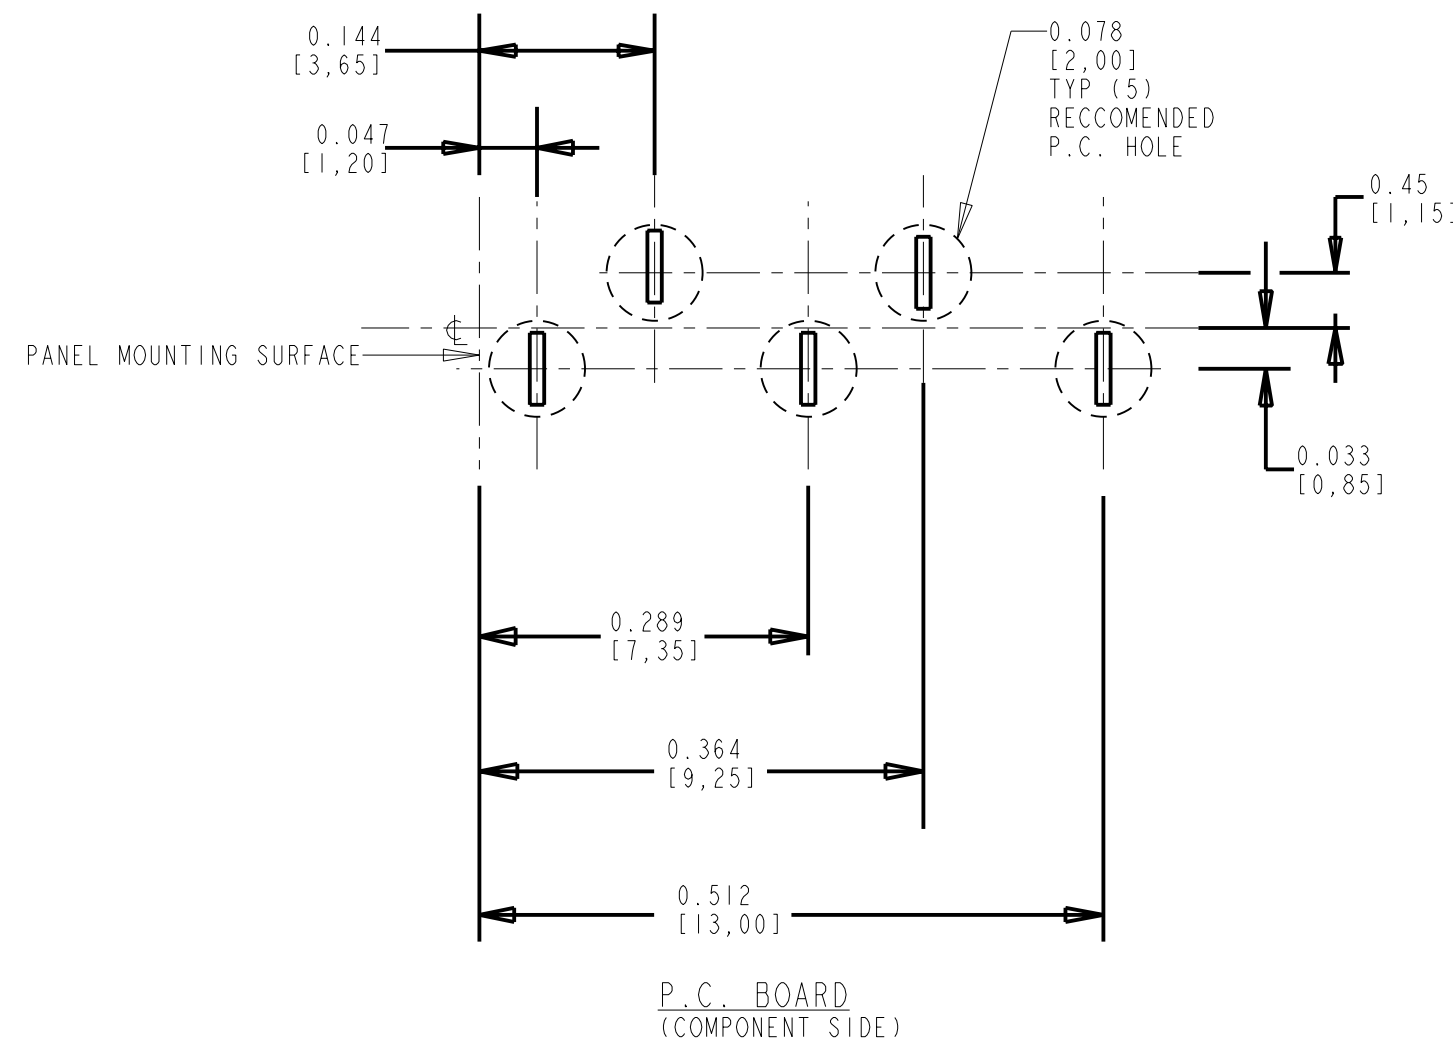 0.144
[3,65]
0.047
[1,20]
0.078
[2,00]
TYP (5)
RECCOMENDED
P.C. HOLE
0.45
[1,15]
PANEL MOUNTING SURFACE
0.033
[0,85]
0.289
[7,35]
0.364
[9,25]
0.512
[13,00]
P.C. BOARD
(COMPONENT SIDE)